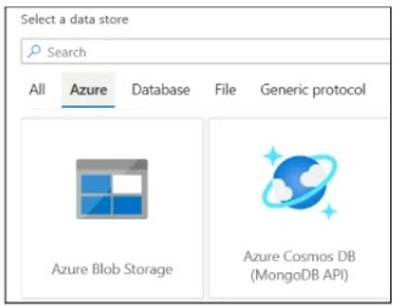 Select a data store
Search
All Azure Database File Generic protocol
Azure Blob Storage
Azure Cosmos DB
(MongoDB API)